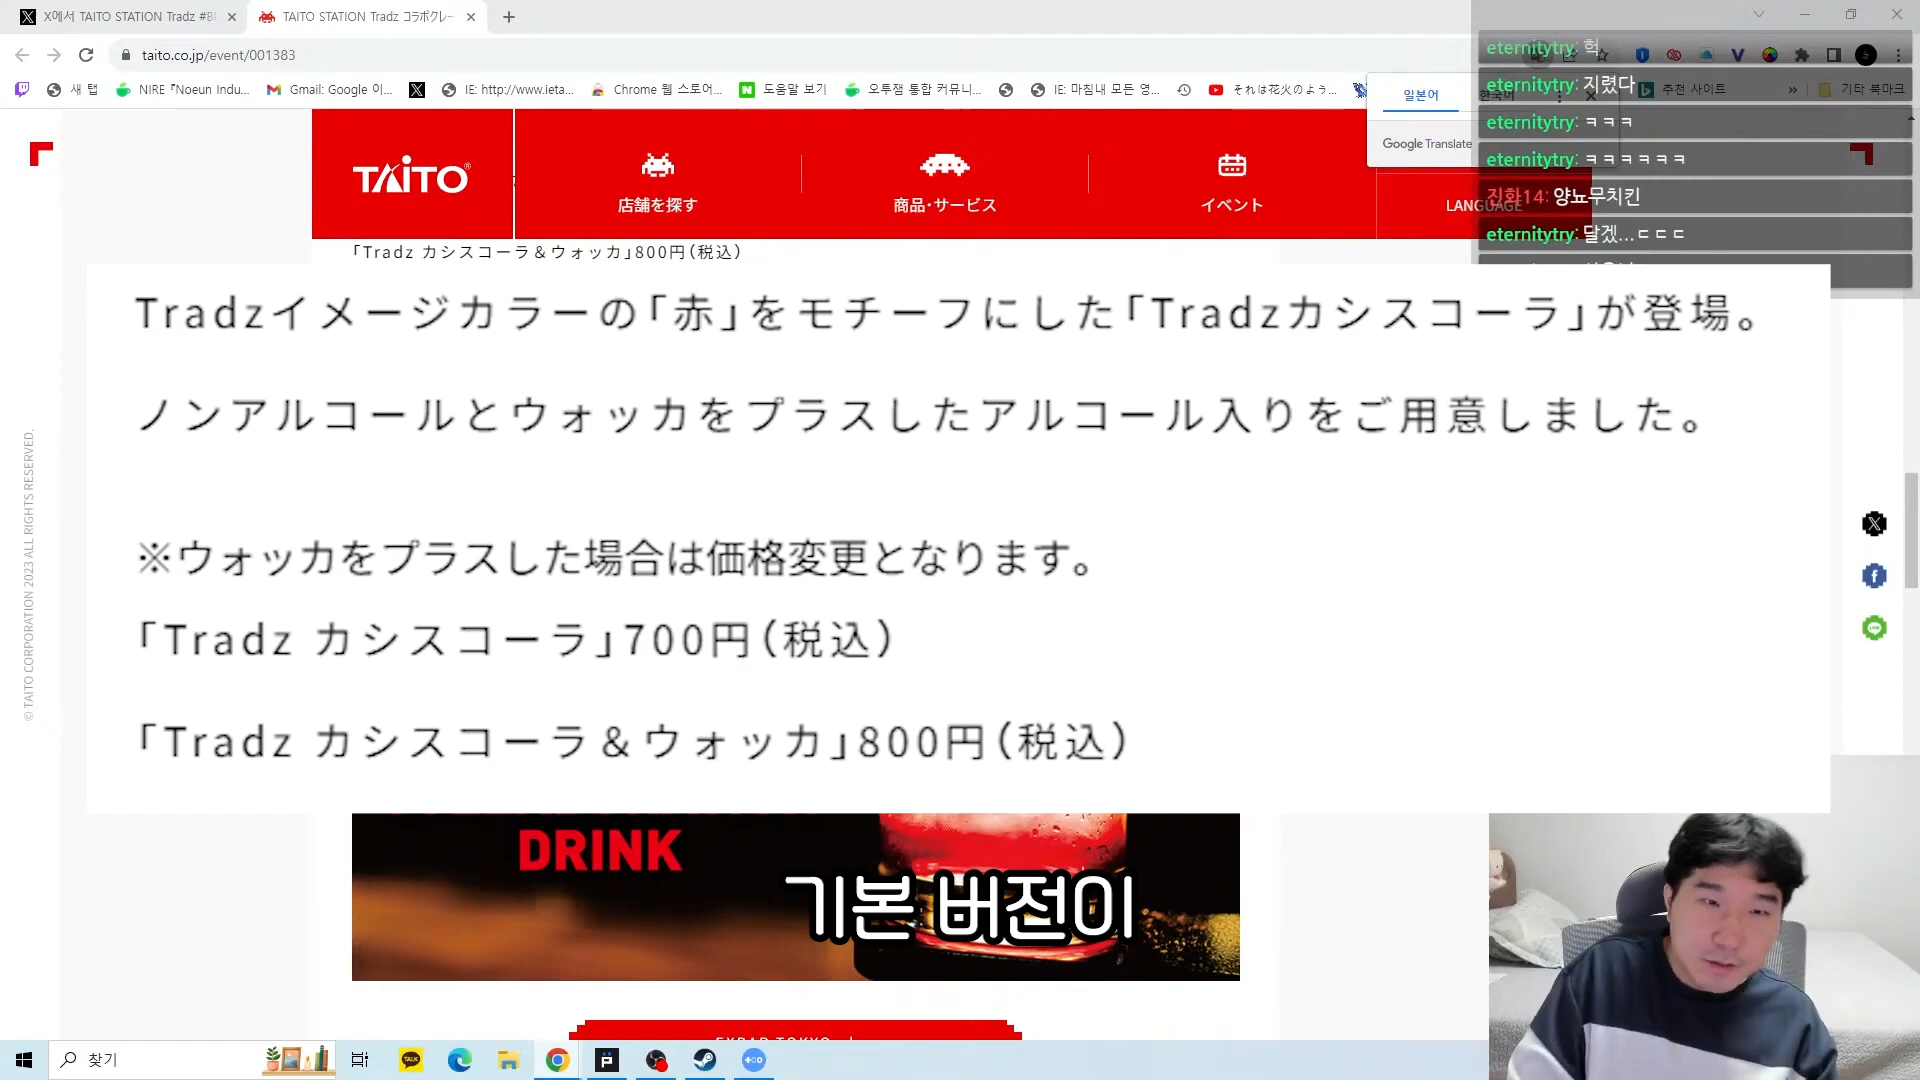 X에서 TAITO STATION Tradz #B
TAITO STATION Tradz コラボクレー
taito.co.jp/event/001383
새 탭
NIRE 『Noeun Indu...
Gmail: Google 이...
IE: http://www.ieta...
Chrome 웹 스토어...
도움말 보기
오투잼 통합 커뮤니...
IE: 마침내 모든 영...
それは花火のよう...
추천 사이트
»
기타 북마크
일본어
한국어
Google Translate
TAITO
店舗を探す
商品・サービス
イベント
LANGUAGE
eternitytry: 헉
eternitytry: 지렸다
eternitytry: ㅋㅋㅋ
eternitytry: ㅋㅋㅋㅋㅋㅋ
진화14: 양뇨무치킨
eternitytry: 달겠...ㄷㄷㄷ
「Tradz カシスコーラ&ウォッカ」800円(税込)
Tradzイメージカラーの「赤」をモチーフにした「Tradzカシスコーラ」が登場。
ノンアルコールとウォッカをプラスしたアルコール入りをご用意しました。
※ウォッカをプラスした場合は価格変更となります。
「Tradz カシスコーラ」700円(税込)
「Tradz カシスコーラ&ウォッカ」800円(税込)
© TAITO CORPORATION 2023 ALL RIGHTS RESERVED.
DRINK
기본 버전이
찾기
TALK